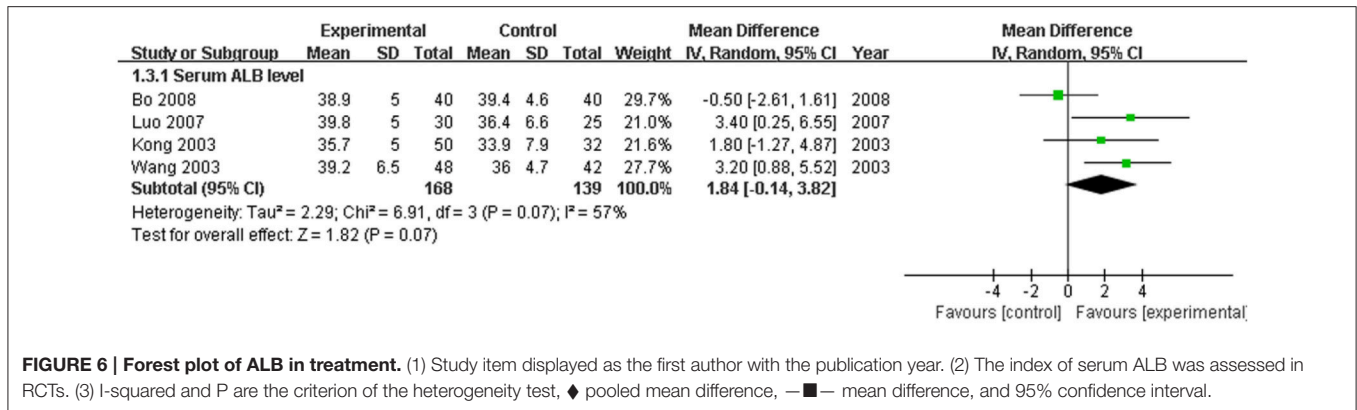 Experimental Control Mean Difference Mean Difference
Study or Subgroup Mean SD Total Mean SD Total Weight IV, Random, 95% CI Year IV, Random, 95% CI
1.3.1 Serum ALB level
Bo 2008 38.9 5 40 39.4 4.6 40 29.7% -0.50 [-2.61, 1.61] 2008
Luo 2007 39.8 5 30 36.4 6.6 25 21.0% 3.40 [0.25, 6.55] 2007
Kong 2003 35.7 5 50 33.9 7.9 32 21.6% 1.80 [-1.27, 4.87] 2003
Wang 2003 39.2 6.5 48 36 4.7 42 27.7% 3.20 [0.88, 5.52] 2003
Subtotal (95% CI) 168 139 100.0% 1.84 [-0.14, 3.82]
Heterogeneity: Tau² = 2.29; Chi² = 6.91, df = 3 (P = 0.07); I² = 57%
Test for overall effect: Z = 1.82 (P = 0.07)
-4 -2 0 2 4
Favours [control] Favours [experimental]
FIGURE 6 | Forest plot of ALB in treatment. (1) Study item displayed as the first author with the publication year. (2) The index of serum ALB was assessed in
RCTs. (3) I-squared and P are the criterion of the heterogeneity test, ♦ pooled mean difference, —■— mean difference, and 95% confidence interval.